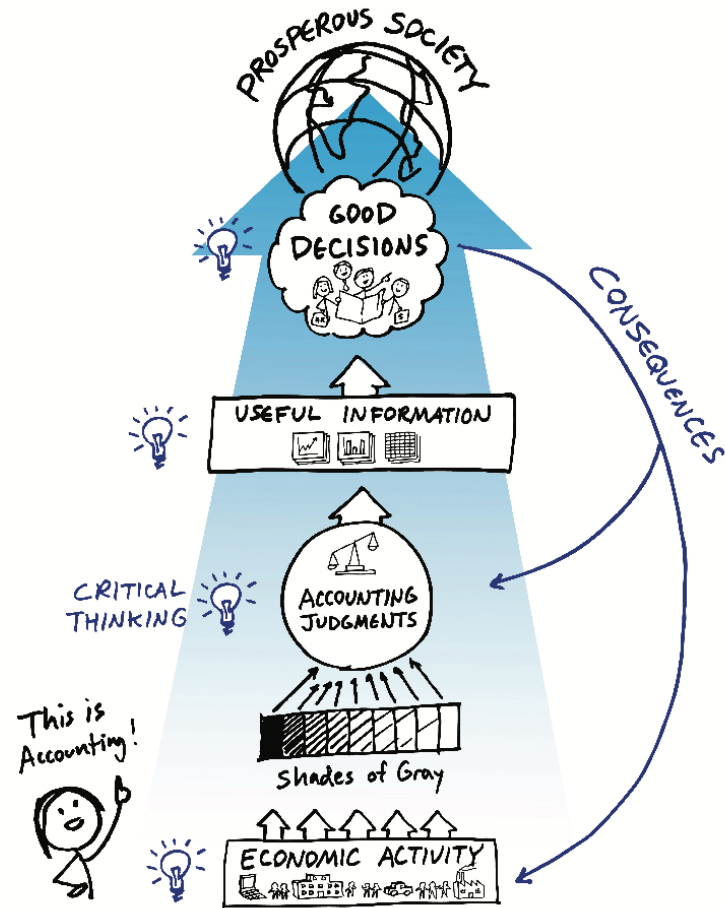 PROSPEROUS SOCIETY
GOOD
DECISIONS
CONSEQUENCES
USEFUL INFORMATION
CRITICAL
THINKING
ACCOUNTING
JUDGMENTS
This is
Accounting!
Shades of Gray
ECONOMIC ACTIVITY